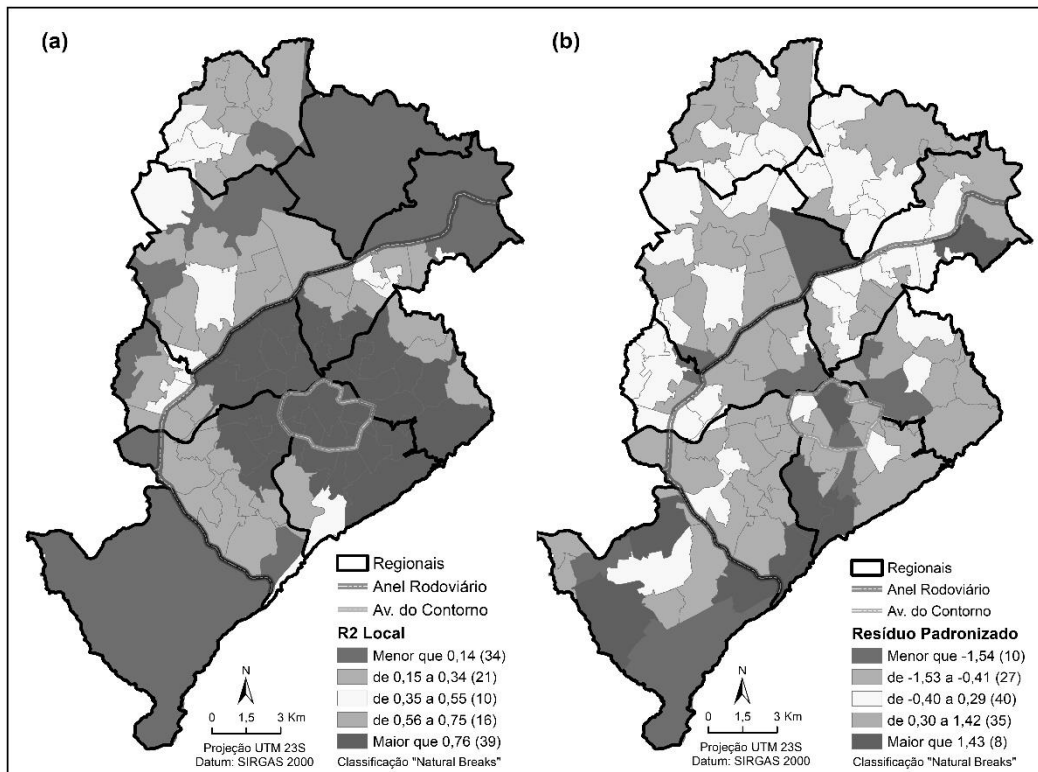 (a)
Regionais
Anel Rodoviário
Av. do Contorno
R2 Local
Menor que 0,14 (34)
de 0,15 a 0,34 (21)
de 0,35 a 0,55 (10)
de 0,56 a 0,75 (16)
Maior que 0,76 (39)
Classificação "Natural Breaks"
N
0 1,5 3 Km
Projeção UTM 23S
Datum: SIRGAS 2000
(b)
Regionais
Anel Rodoviário
Av. do Contorno
Resíduo Padronizado
Menor que -1,54 (10)
de -1,53 a -0,41 (27)
de -0,40 a 0,29 (40)
de 0,30 a 1,42 (35)
Maior que 1,43 (8)
Classificação "Natural Breaks"
N
0 1,5 3 Km
Projeção UTM 23S
Datum: SIRGAS 2000